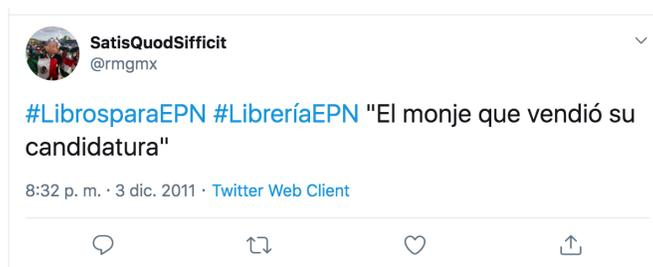 SatisQuodSifficit
@rmgmx
#LibrosparaEPN #LibreríaEPN "El monje que vendió su
candidatura"
8:32 p. m. · 3 dic. 2011 · Twitter Web Client